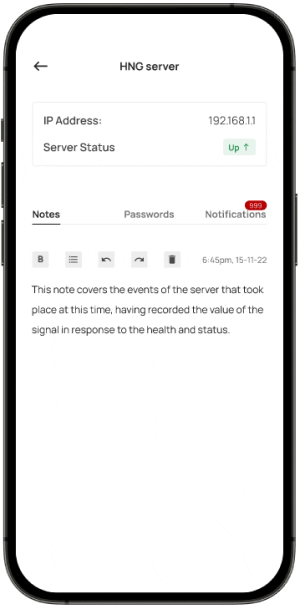 HNG server
IP Address: 192.168.1.1
Server Status Up ↑
999
Notes Passwords Notifications
B 6:45pm, 15-11-22
This note covers the events of the server that took
place at this time, having recorded the value of the
signal in response to the health and status.